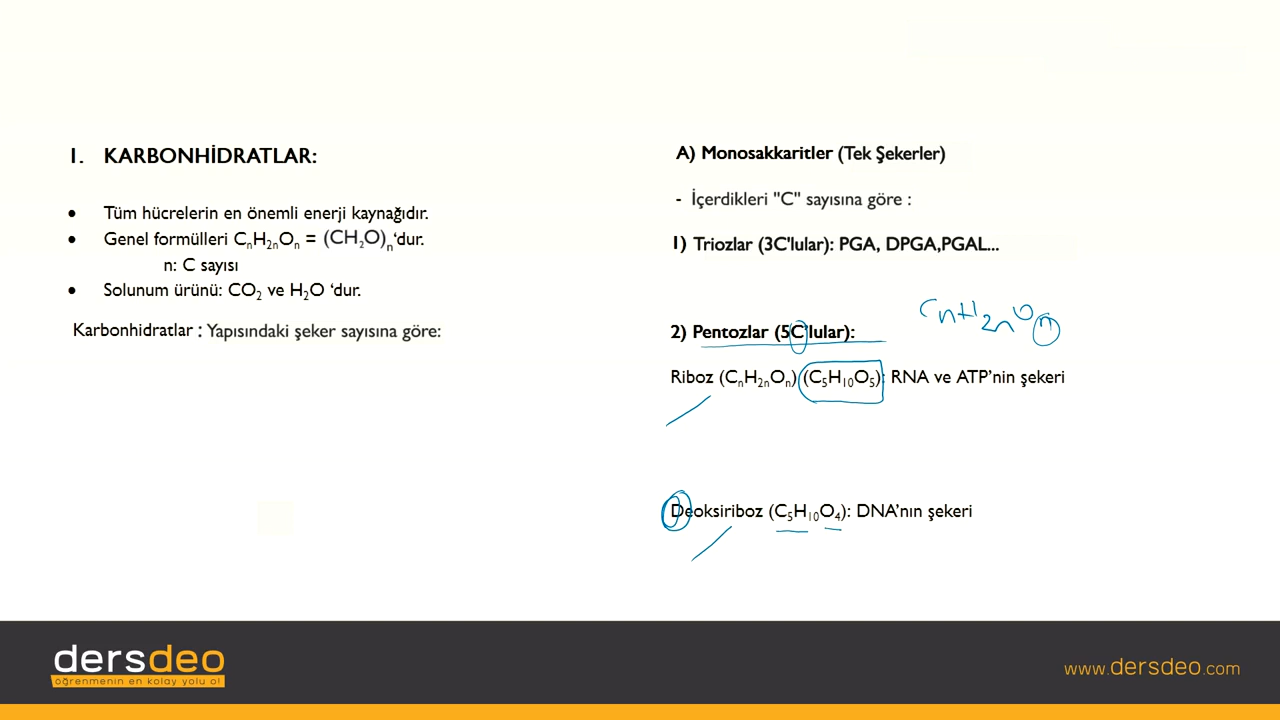 1. KARBONHİDRATLAR:
• Tüm hücrelerin en önemli enerji kaynağıdır.
• Genel formülleri CₙH₂ₙOₙ = (CH₂O)ₙ‘dur.
n: C sayısı
• Solunum ürünü: CO₂ ve H₂O ‘dur.
Karbonhidratlar : Yapısındaki şeker sayısına göre:
A) Monosakkaritler (Tek Şekerler)
- İçerdikleri "C" sayısına göre :
1) Triozlar (3C'lular): PGA, DPGA,PGAL...
CₙH₂ₙOₙ
2) Pentozlar (5C'lular):
Riboz (CₙH₂ₙOₙ) (C₅H₁₀O₅): RNA ve ATP’nin şekeri
Deoksiriboz (C₅H₁₀O₄): DNA’nın şekeri
dersdeo
öğrenmenin en kolay yolu o!
www.dersdeo.com